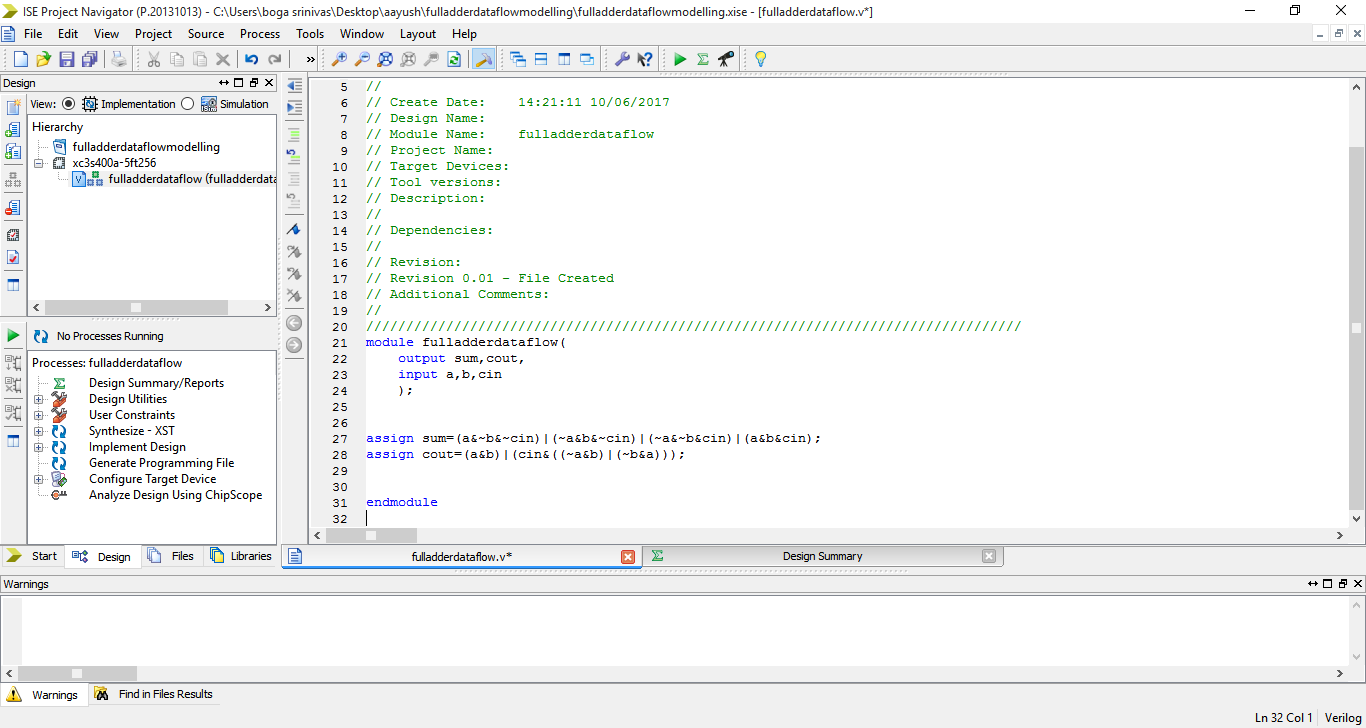 ISE Project Navigator (P.20131013) - C:\Users\boga srinivas\Desktop\aayush\fulladderdataflowmodelling\fulladderdataflowmodelling.xise - [fulladderdataflow.v*]
File Edit View Project Source Process Tools Window Layout Help
»
Design
View: Implementation Simulation
Hierarchy
fulladderdataflowmodelling
xc3s400a-5ft256
V fulladderdataflow (fulladderdata
No Processes Running
Processes: fulladderdataflow
Design Summary/Reports
Design Utilities
User Constraints
Synthesize - XST
Implement Design
Generate Programming File
Configure Target Device
Analyze Design Using ChipScope
Start Design Files Libraries
5 //
6 // Create Date:    14:21:11 10/06/2017
7 // Design Name:
8 // Module Name:    fulladderdataflow
9 // Project Name:
10 // Target Devices:
11 // Tool versions:
12 // Description:
13 //
14 // Dependencies:
15 //
16 // Revision:
17 // Revision 0.01 - File Created
18 // Additional Comments:
19 //
20 //////////////////////////////////////////////////////////////////////////////////
21 module fulladderdataflow(
22     output sum,cout,
23     input a,b,cin
24     );
25
26
27 assign sum=(a&~b&~cin)|(~a&b&~cin)|(~a&~b&cin)|(a&b&cin);
28 assign cout=(a&b)|(cin&((~a&b)|(~b&a)));
29
30
31 endmodule
32
fulladderdataflow.v* Design Summary
Warnings
Warnings Find in Files Results
Ln 32 Col 1 Verilog